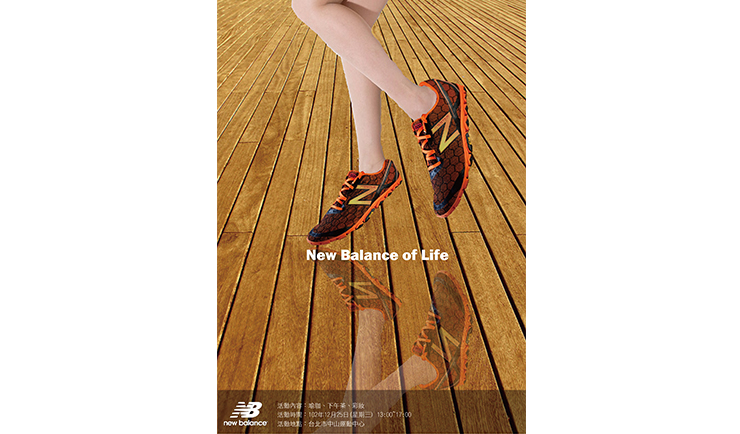 New Balance of Life
NB
new balance
活動內容：瑜珈、下午茶、彩妝
活動時間：102年12月25日(星期三) 13:00~17:00
活動地點：台北市中山運動中心